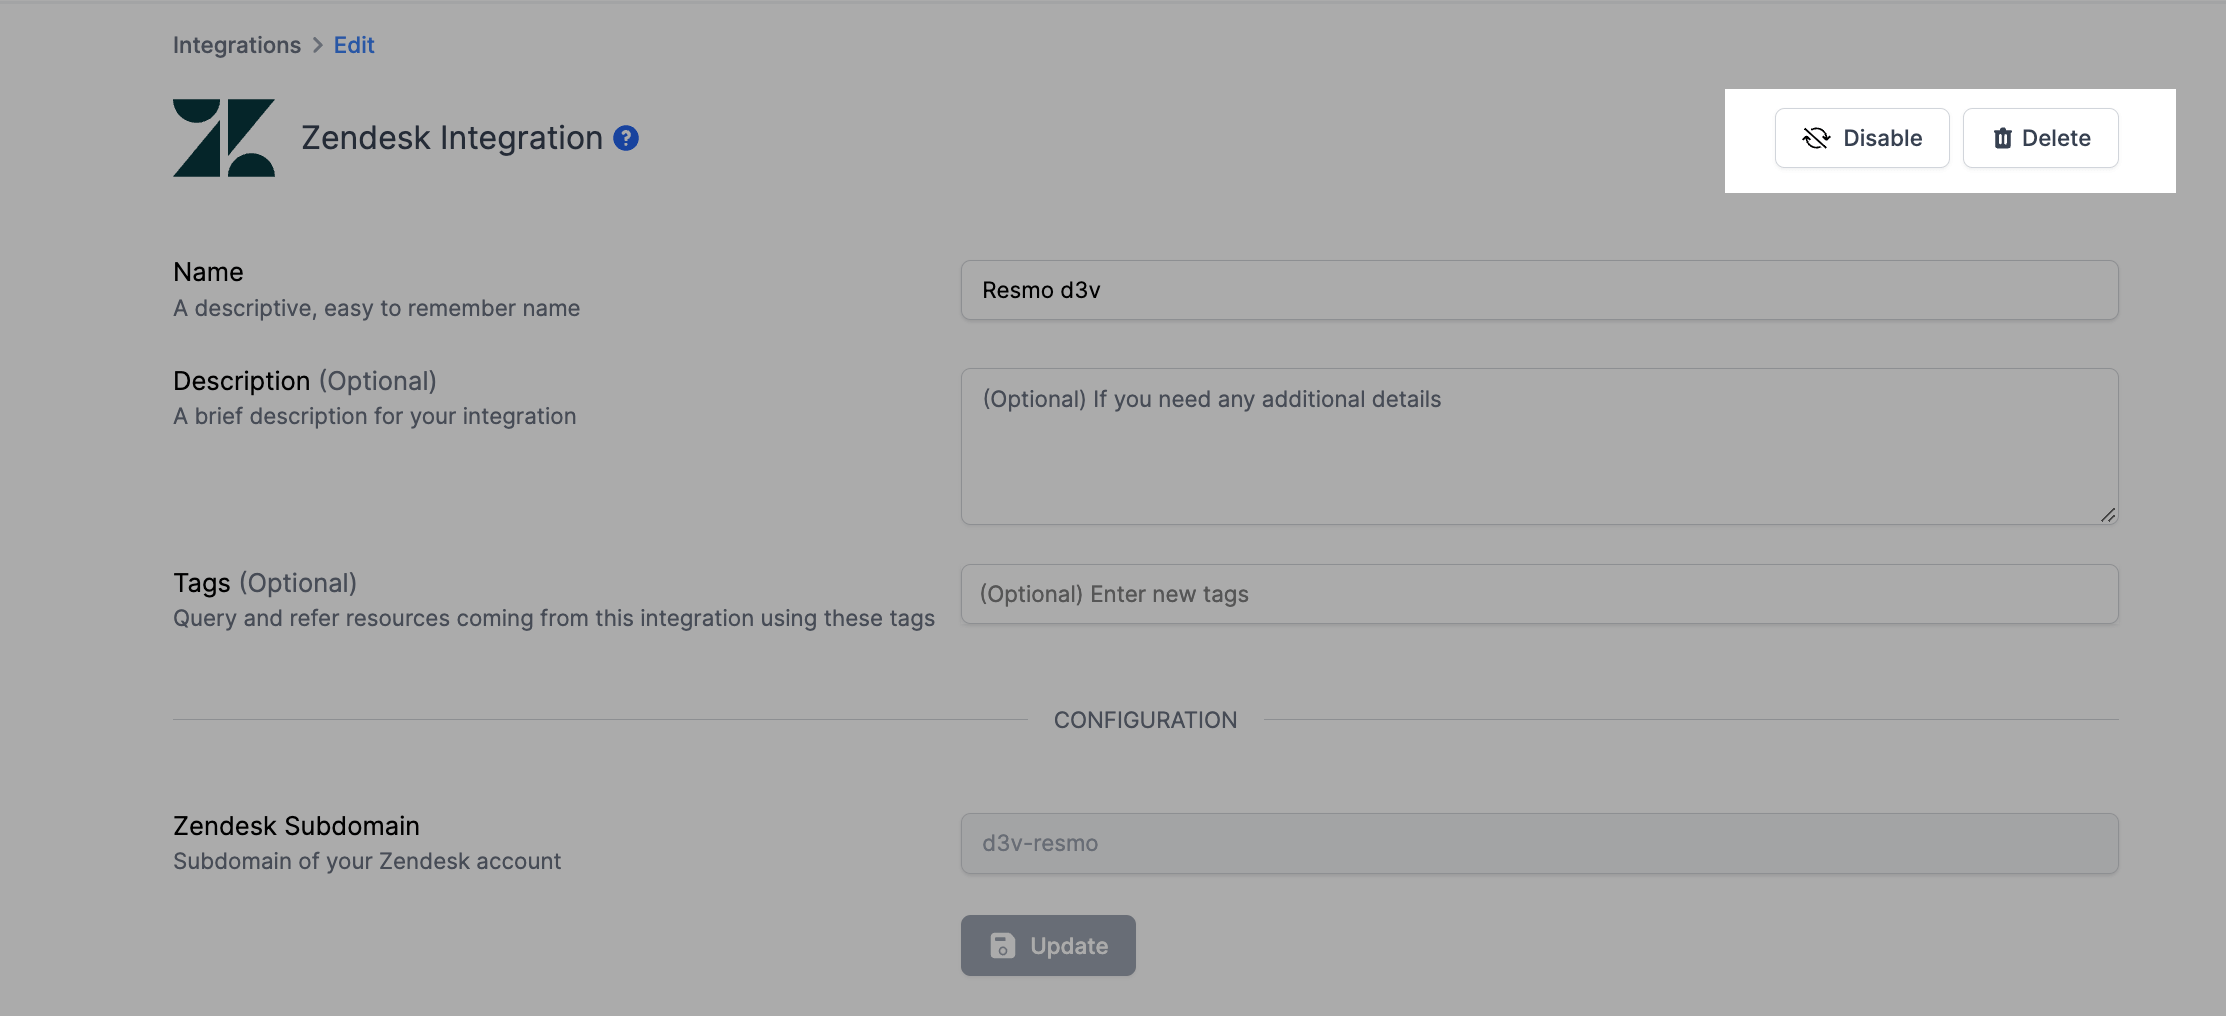 Integrations > Edit
Zendesk Integration ?
Disable
Delete
Name
A descriptive, easy to remember name
Resmo d3v
Description (Optional)
A brief description for your integration
(Optional) If you need any additional details
Tags (Optional)
Query and refer resources coming from this integration using these tags
(Optional) Enter new tags
CONFIGURATION
Zendesk Subdomain
Subdomain of your Zendesk account
d3v-resmo
Update